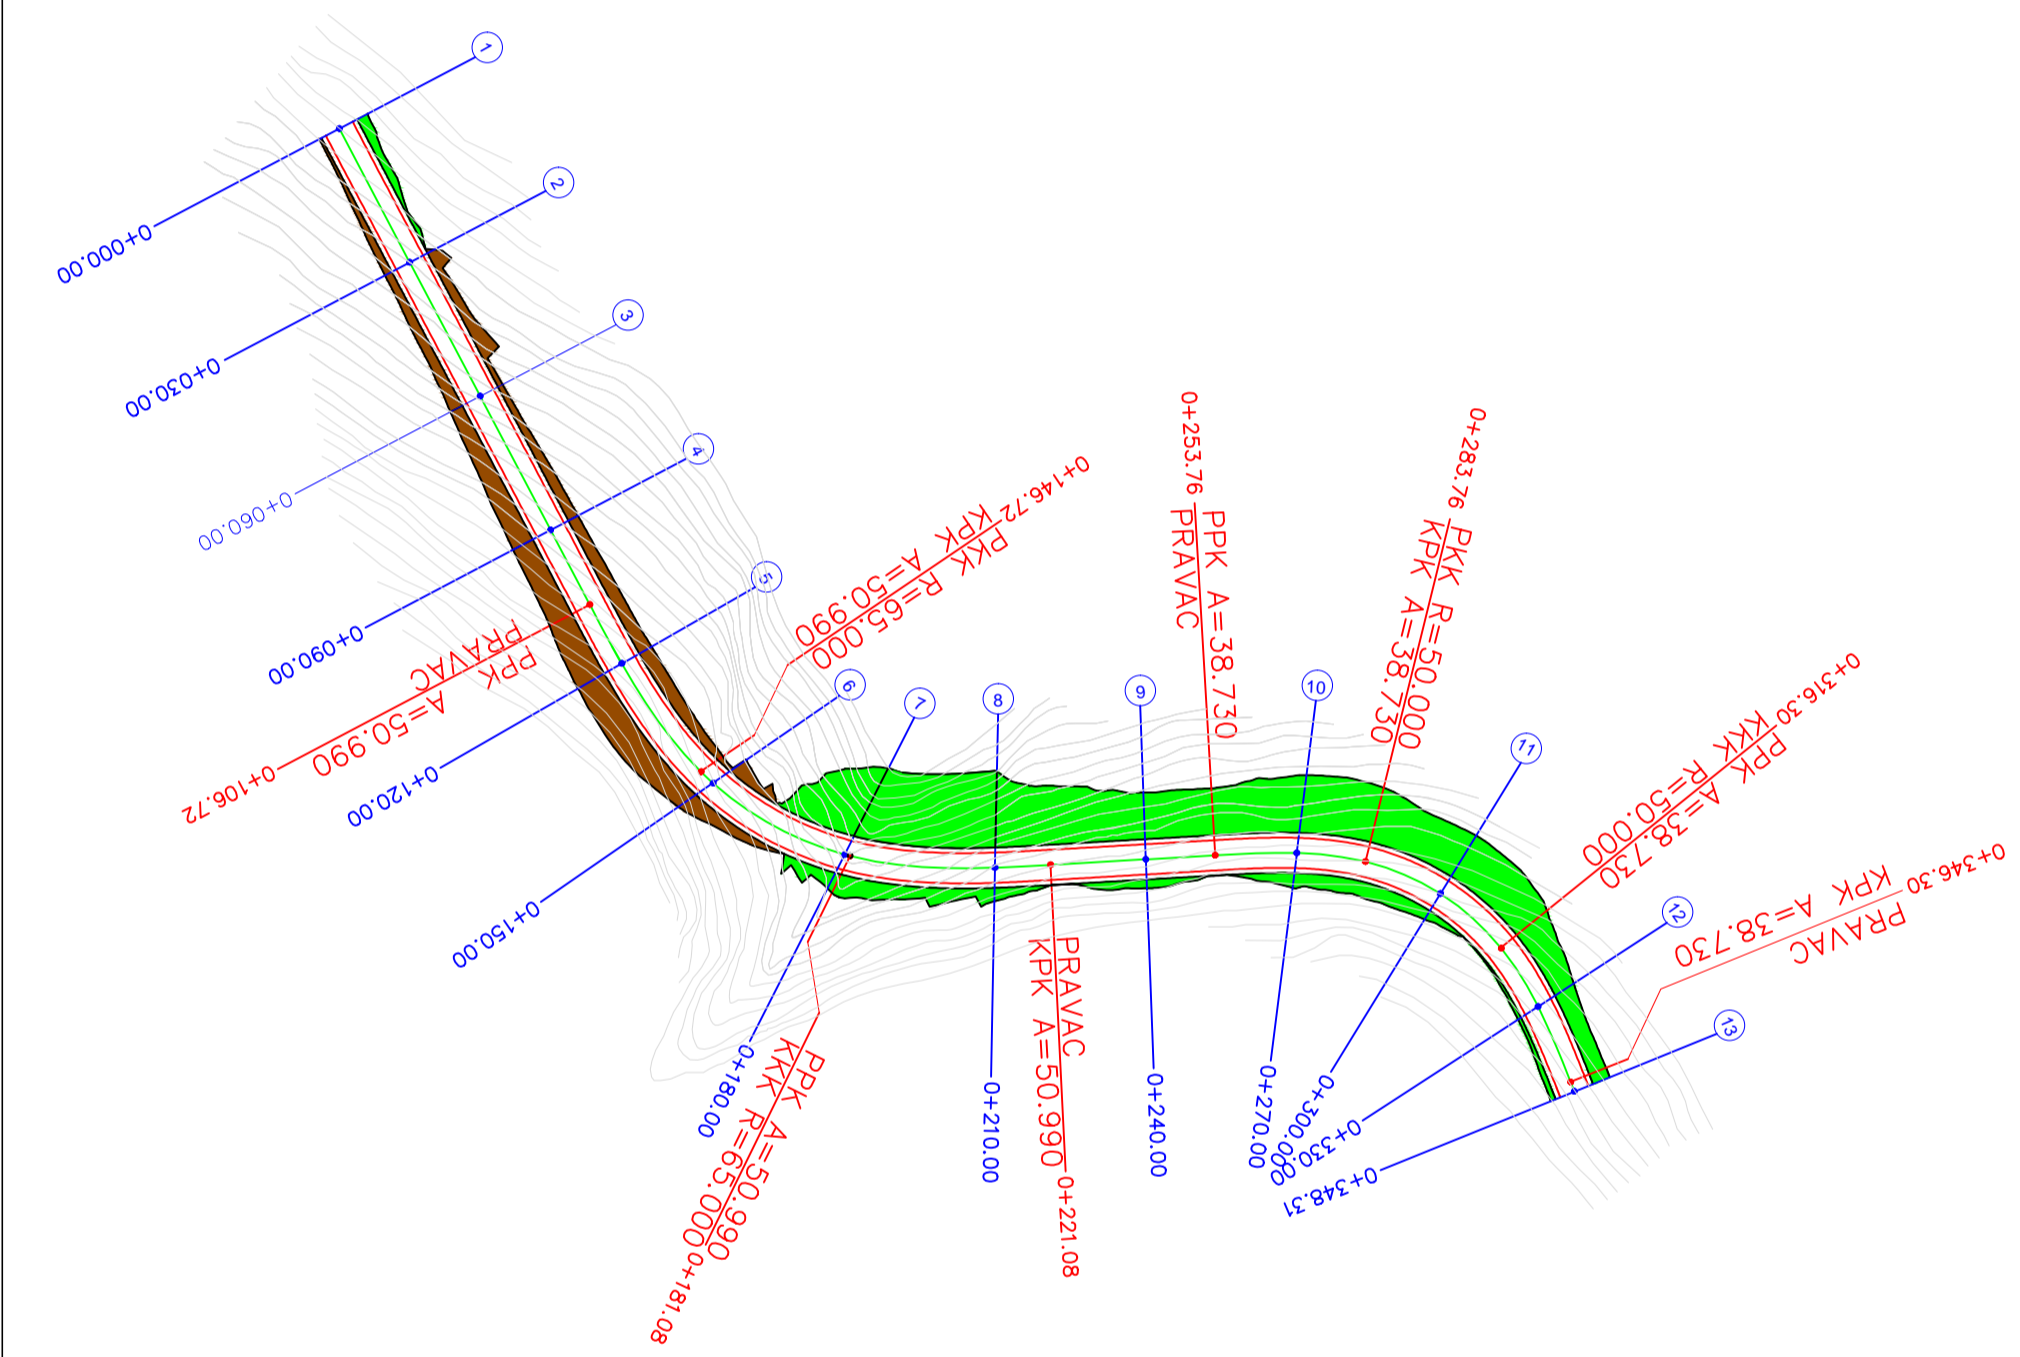 1
0+000.00
2
0+030.00
3
0+060.00
4
0+090.00
PRAVAC
PPK A=50.990
0+106.72
5
0+120.00
0+146.72
KPK A=50.990
PKK R=65.000
6
0+150.00
7
0+180.00
PPK A=50.990
KKK R=65.000
0+181.08
8
0+210.00
PRAVAC
KPK A=50.990
0+221.08
9
0+240.00
0+253.76
PPK A=38.730
PRAVAC
10
0+270.00
0+283.76
PKK R=50.000
KPK A=38.730
11
0+300.00
0+316.30
KKK R=50.000
PPK A=38.730
12
0+330.00
0+346.30
KPK A=38.730
PRAVAC
13
0+348.31